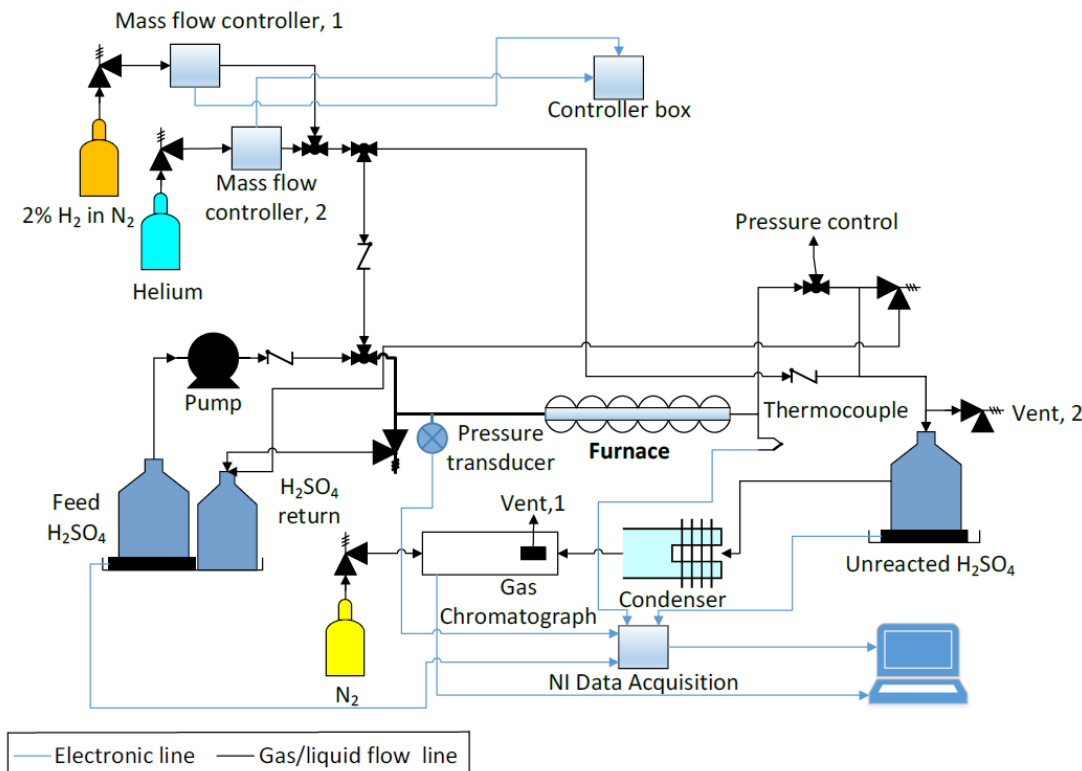 Mass flow controller, 1
Controller box
2% H₂ in N₂
Mass flow
controller, 2
Helium
Pressure control
Pump
Thermocouple
Pressure
transducer
Furnace
Vent, 2
Feed
H₂SO₄
H₂SO₄
return
Vent,1
Gas
Chromatograph
Condenser
Unreacted H₂SO₄
N₂
NI Data Acquisition
Electronic line
Gas/liquid flow line